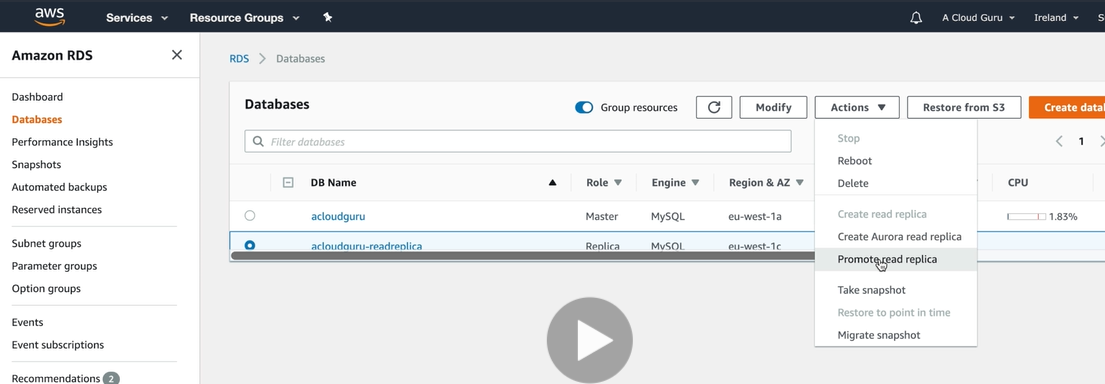 aws Services Resource Groups A Cloud Guru Ireland S
Amazon RDS
RDS Databases
Dashboard
Databases
Performance Insights
Snapshots
Automated backups
Reserved instances
Subnet groups
Parameter groups
Option groups
Events
Event subscriptions
Recommendations 2
Databases Group resources Modify Actions Restore from S3 Create datal
Filter databases 1
DB Name Role Engine Region & AZ CPU
acloudguru Master MySQL eu-west-1a 1.83%
acloudguru-readreplica Replica MySQL eu-west-1c
Stop
Reboot
Delete
Create read replica
Create Aurora read replica
Promote read replica
Take snapshot
Restore to point in time
Migrate snapshot